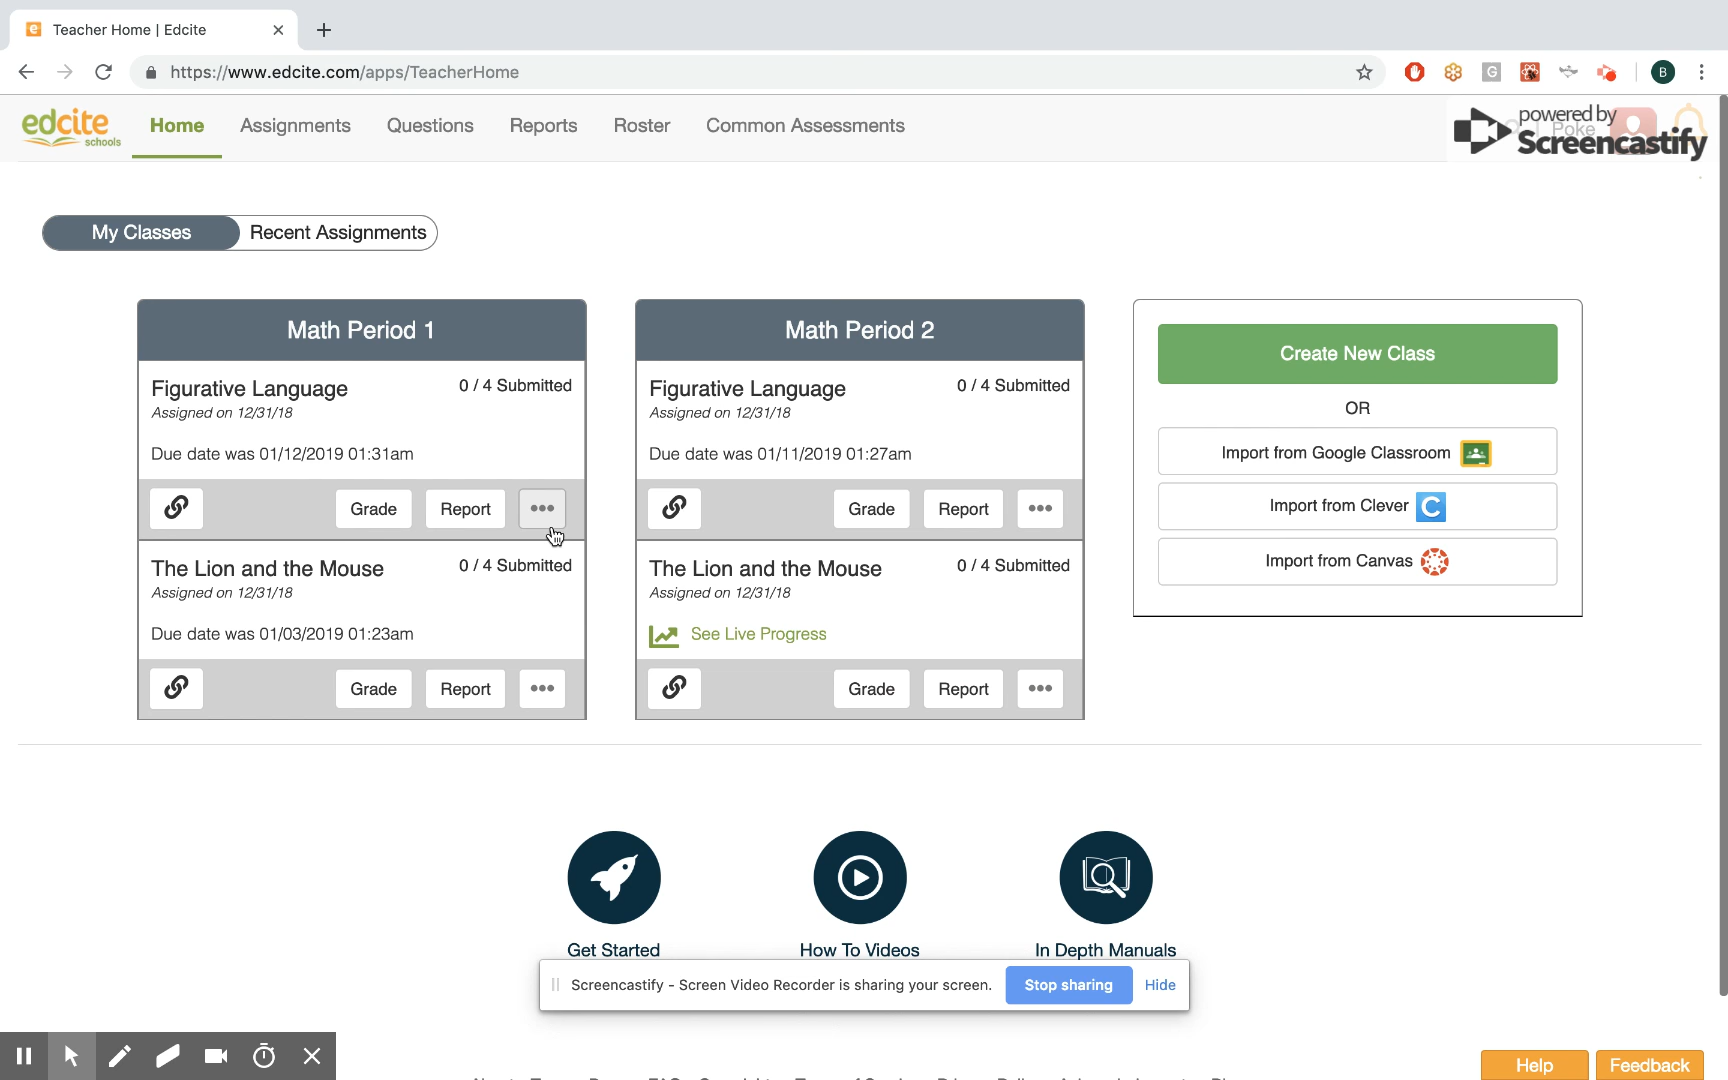 Teacher Home | Edcite
https://www.edcite.com/apps/TeacherHome
G
B
edcite
schools
Home
Assignments
Questions
Reports
Roster
Common Assessments
Poke
powered by
Screencastify
My Classes
Recent Assignments
Math Period 1
Figurative Language
0 / 4 Submitted
Assigned on 12/31/18
Due date was 01/12/2019 01:31am
Grade
Report
The Lion and the Mouse
0 / 4 Submitted
Assigned on 12/31/18
Due date was 01/03/2019 01:23am
Grade
Report
Math Period 2
Figurative Language
0 / 4 Submitted
Assigned on 12/31/18
Due date was 01/11/2019 01:27am
Grade
Report
The Lion and the Mouse
0 / 4 Submitted
Assigned on 12/31/18
See Live Progress
Grade
Report
Create New Class
OR
Import from Google Classroom
Import from Clever C
Import from Canvas
Get Started
How To Videos
In Depth Manuals
Screencastify - Screen Video Recorder is sharing your screen.
Stop sharing
Hide
Help
Feedback